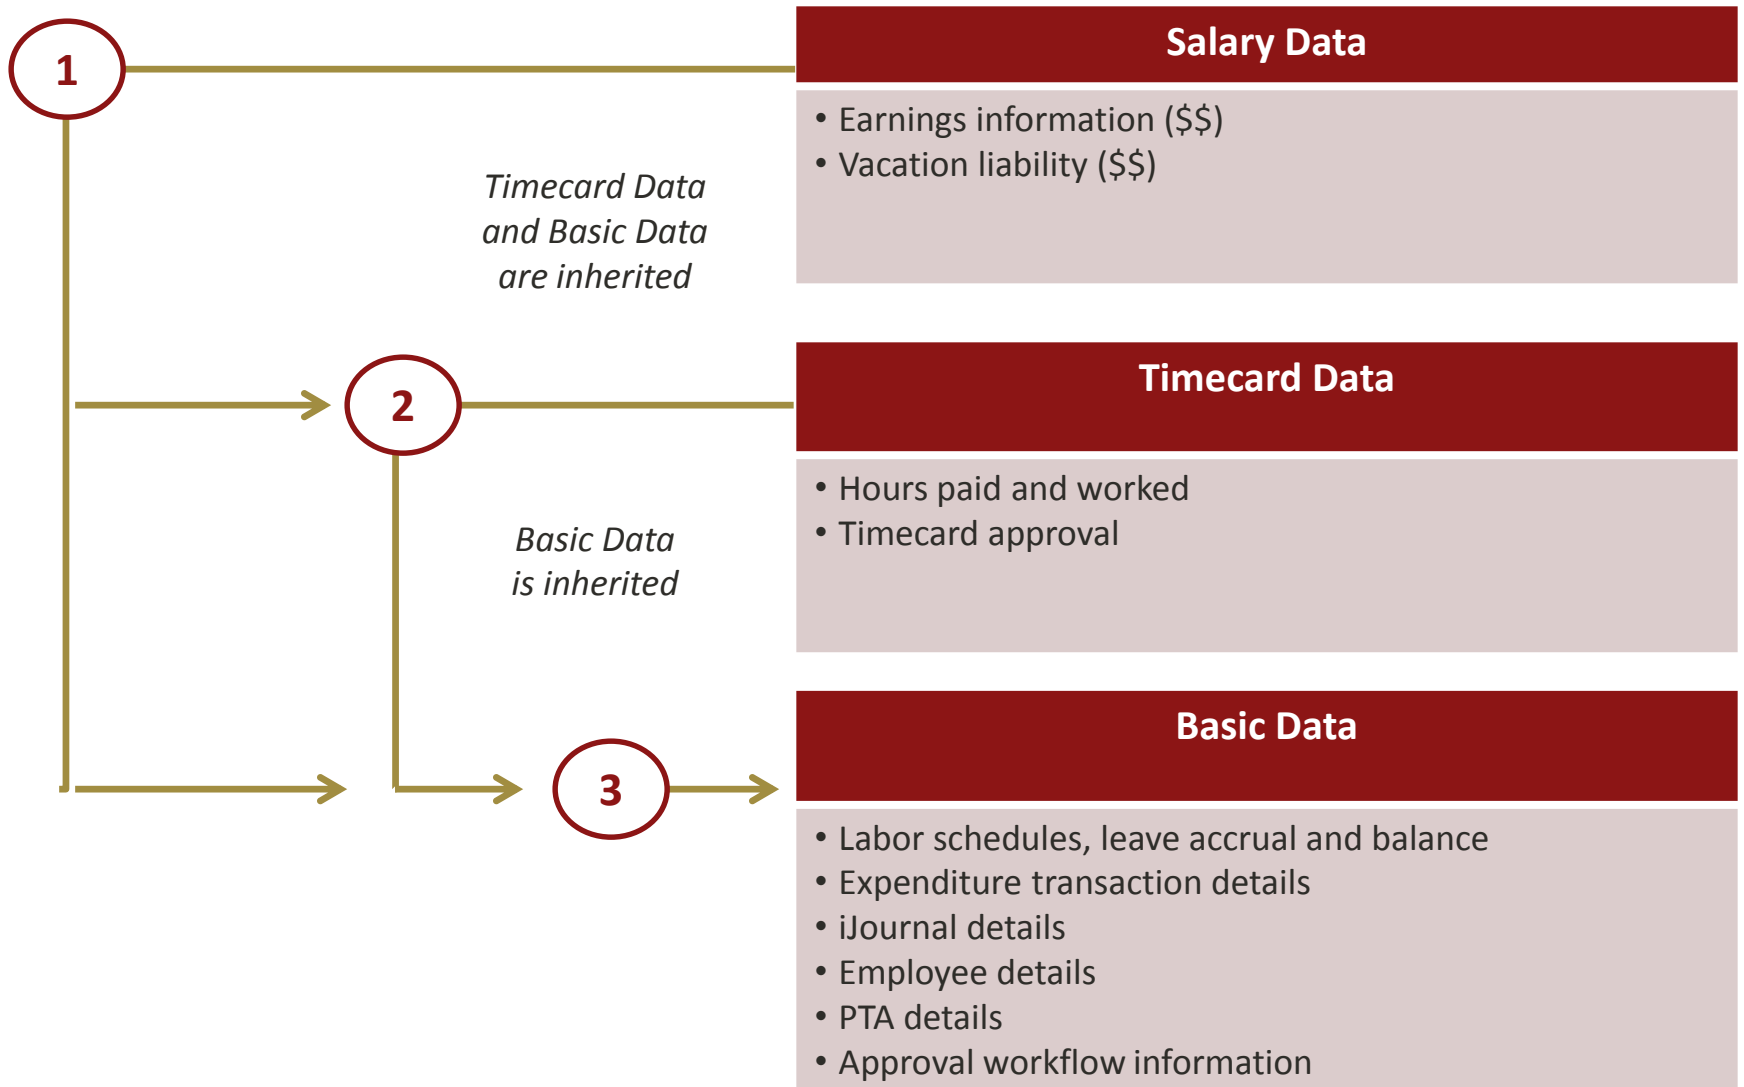 1
Salary Data
• Earnings information ($$)
• Vacation liability ($$)
Timecard Data
and Basic Data
are inherited
2
Timecard Data
• Hours paid and worked
• Timecard approval
Basic Data
is inherited
3
Basic Data
• Labor schedules, leave accrual and balance
• Expenditure transaction details
• iJournal details
• Employee details
• PTA details
• Approval workflow information